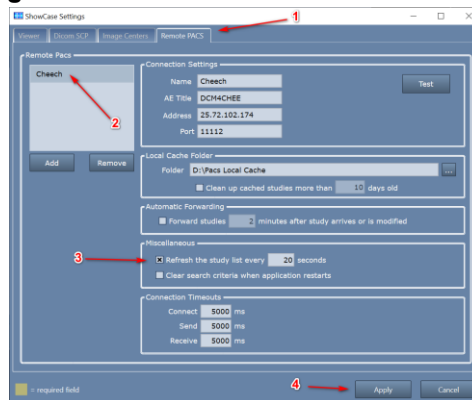 ShowCase Settings
Viewer Dicom SCP Image Centers Remote PACS
1
Remote Pacs
Cheech
2
Add Remove
Connection Settings
Name Cheech
Test
AE Title DCM4CHEE
Address 25.72.102.174
Port 11112
Local Cache Folder
Folder D:\Pacs Local Cache ...
Clean up cached studies more than 10 days old
Automatic Forwarding
Forward studies 2 minutes after study arrives or is modified
Miscellaneous
3
Refresh the study list every 20 seconds
Clear search criteria when application restarts
Connection Timeouts
Connect 5000 ms
Send 5000 ms
Receive 5000 ms
= required field
4
Apply Cancel